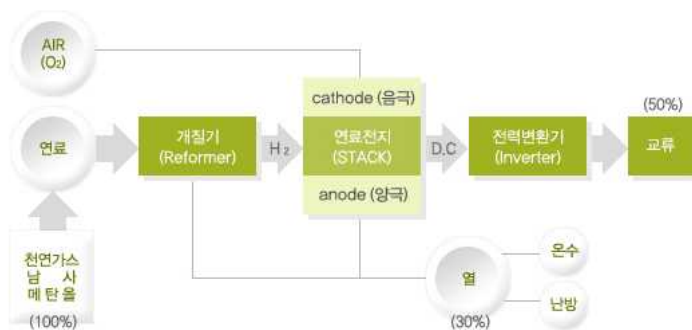 AIR
(O₂)
cathode (음극)
(50%)
연료
개질기
(Reformer)
H₂
연료전지
(STACK)
D.C
전력변환기
(Inverter)
교류
anode (양극)
천연가스
남 사
메 탄 올
(100%)
열
(30%)
온수
난방